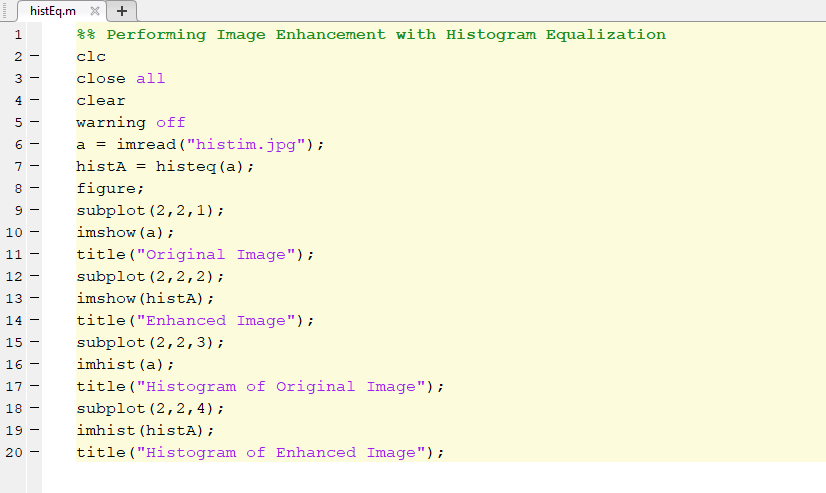 histEq.m
1 %% Performing Image Enhancement with Histogram Equalization
2 clc
3 close all
4 clear
5 warning off
6 a = imread("histim.jpg");
7 histA = histeq(a);
8 figure;
9 subplot(2,2,1);
10 imshow(a);
11 title("Original Image");
12 subplot(2,2,2);
13 imshow(histA);
14 title("Enhanced Image");
15 subplot(2,2,3);
16 imhist(a);
17 title("Histogram of Original Image");
18 subplot(2,2,4);
19 imhist(histA);
20 title("Histogram of Enhanced Image");